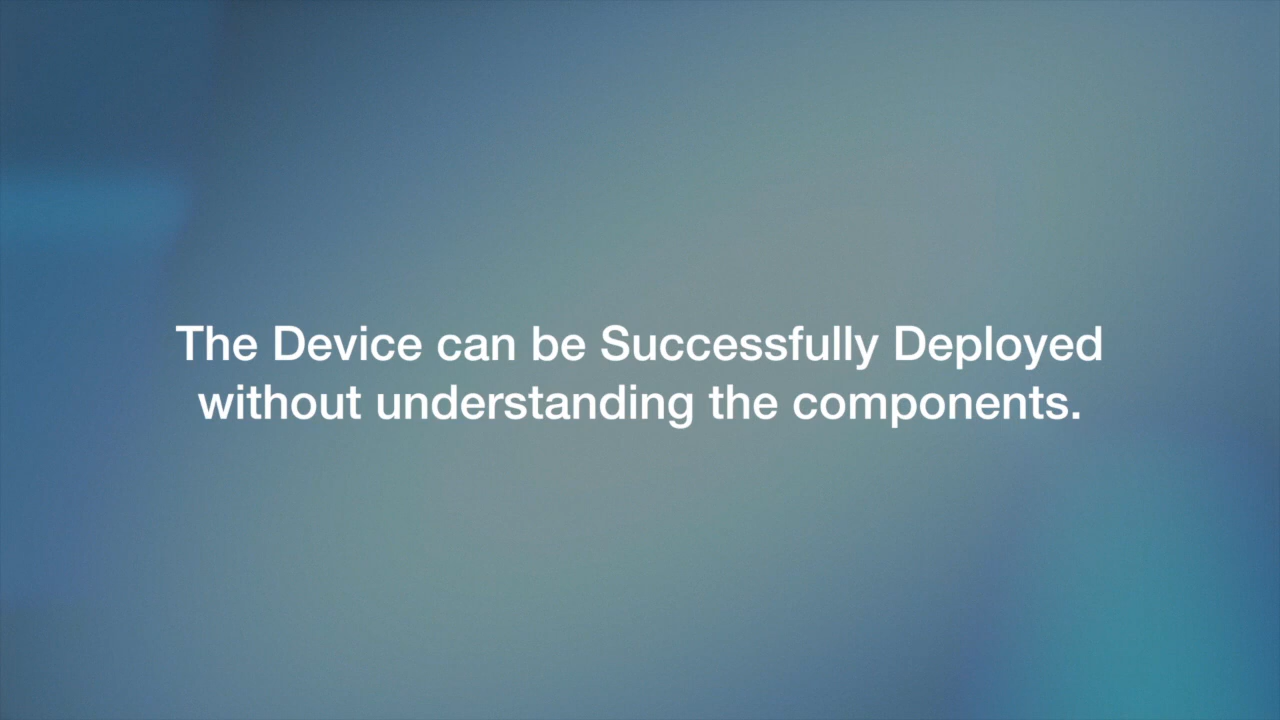 The Device can be Successfully Deployed
without understanding the components.